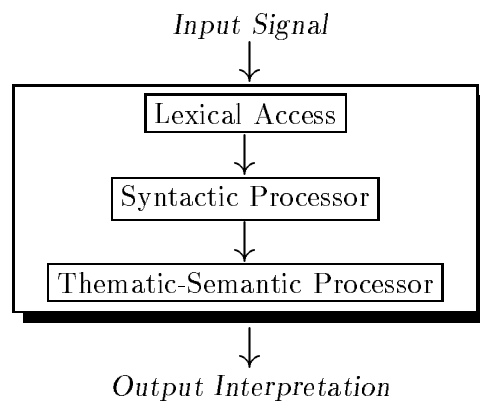 Input Signal
Lexical Access
Syntactic Processor
Thematic-Semantic Processor
Output Interpretation